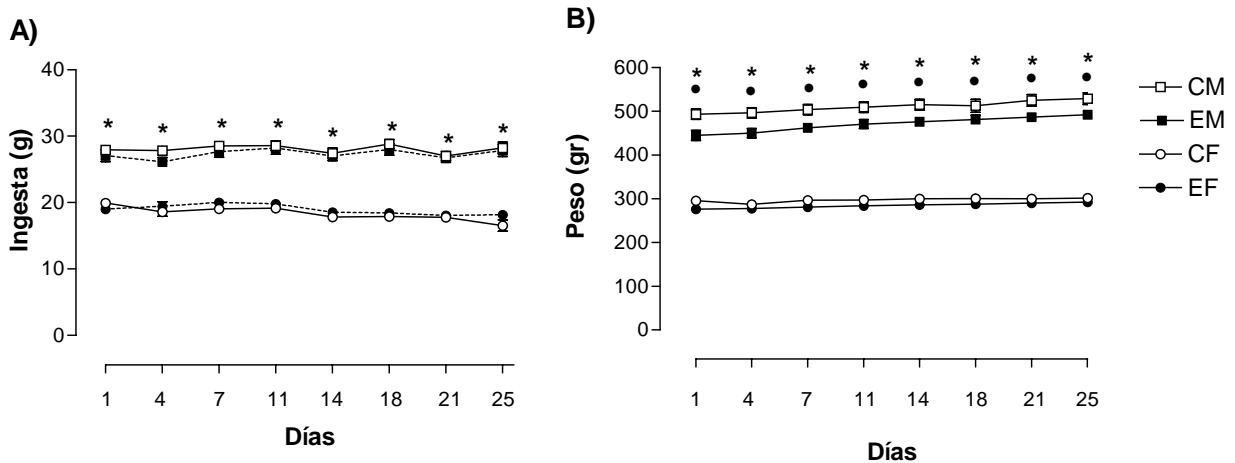 A)
Ingesta (g)
40
30
20
10
0
* * * * * * * *
1 4 7 11 14 18 21 25
Días
B)
Peso (gr)
600
500
400
300
200
100
0
* * * * * * * *
1 4 7 11 14 18 21 25
Días
CM
EM
CF
EF